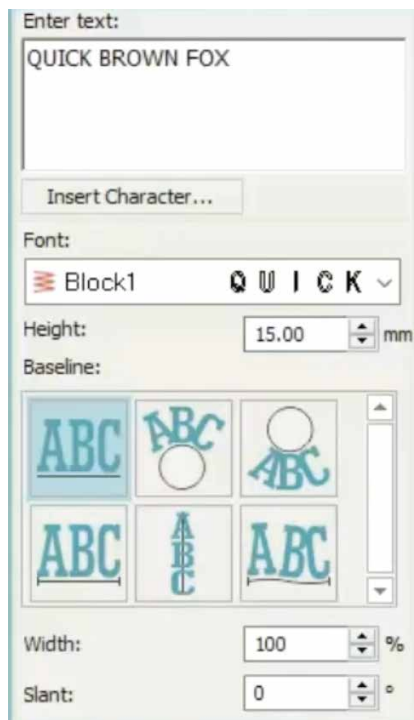 Enter text:
QUICK BROWN FOX
Insert Character...
Font:
Block1 QUICK
Height: 15.00 mm
Baseline:
ABC ABC ABC
ABC ABC ABC
Width: 100 %
Slant: 0 °